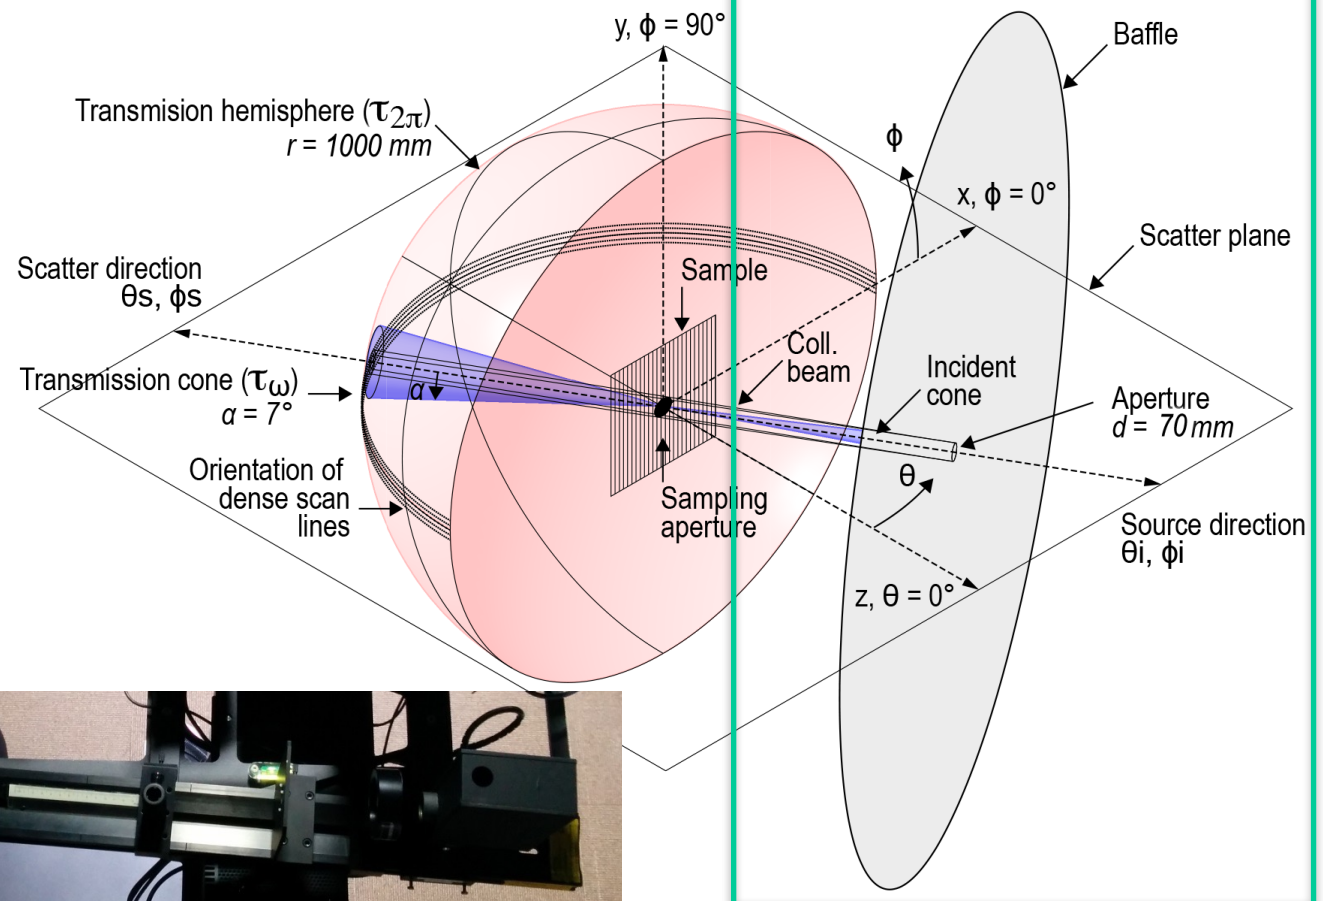 y, ϕ = 90°
Baffle
Transmision hemisphere (τ2π)
r = 1000 mm
ϕ
x, ϕ = 0°
Scatter plane
Scatter direction
θs, ϕs
Sample
Coll.
beam
Incident
cone
Transmission cone (τω)
α = 7°
α
Aperture
d = 70 mm
Orientation of
dense scan
lines
θ
Sampling
aperture
Source direction
θi, ϕi
z, θ = 0°